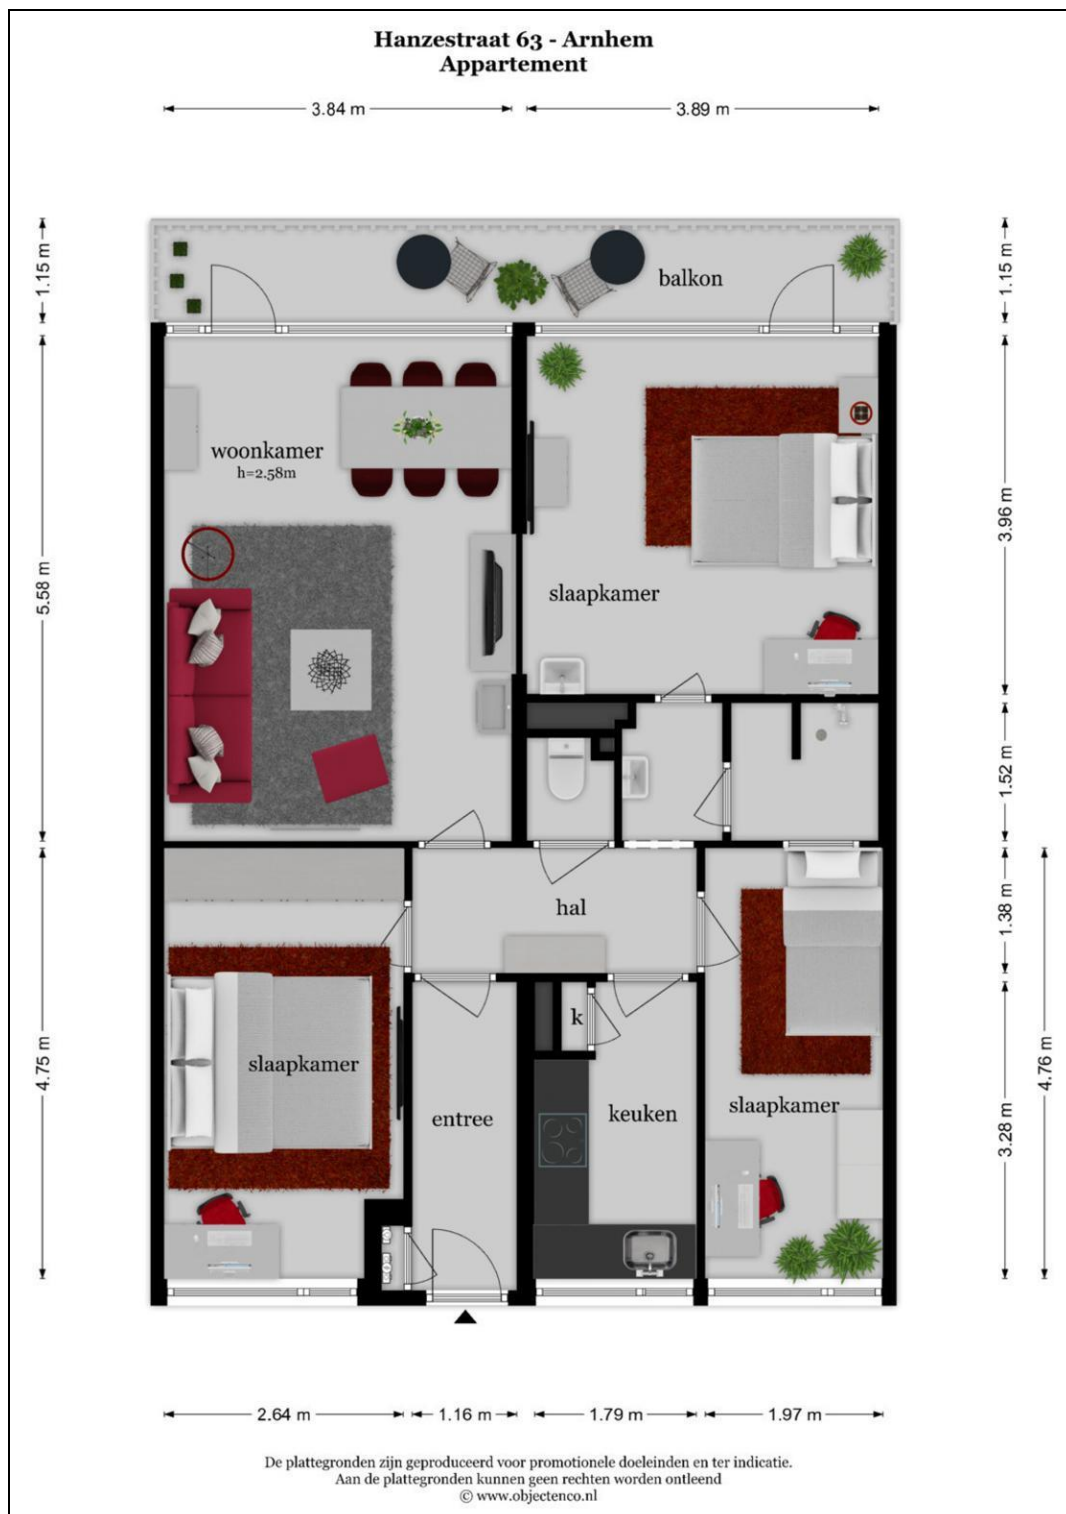 Hanzestraat 63 - Arnhem
Appartement
3.84 m
3.89 m
1.15 m
1.15 m
balkon
woonkamer
h=2.58m
5.58 m
3.96 m
slaapkamer
1.52 m
hal
1.38 m
k
4.75 m
slaapkamer
entree
keuken
slaapkamer
3.28 m
4.76 m
2.64 m
1.16 m
1.79 m
1.97 m
De plattegronden zijn geproduceerd voor promotionele doeleinden en ter indicatie.
Aan de plattegronden kunnen geen rechten worden ontleend
© www.objectenco.nl